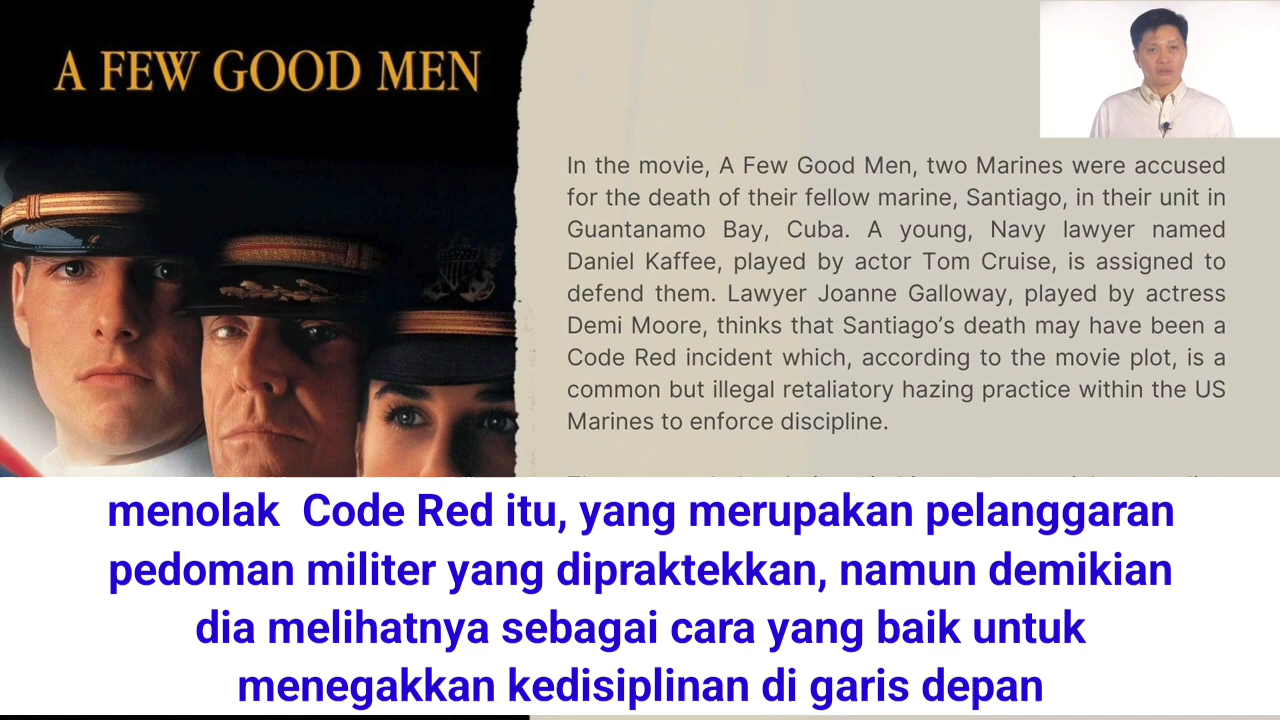 A FEW GOOD MEN
In the movie, A Few Good Men, two Marines were accused
for the death of their fellow marine, Santiago, in their unit in
Guantanamo Bay, Cuba. A young, Navy lawyer named
Daniel Kaffee, played by actor Tom Cruise, is assigned to
defend them. Lawyer Joanne Galloway, played by actress
Demi Moore, thinks that Santiago’s death may have been a
Code Red incident which, according to the movie plot, is a
common but illegal retaliatory hazing practice within the US
Marines to enforce discipline.
menolak Code Red itu, yang merupakan pelanggaran
pedoman militer yang dipraktekkan, namun demikian
dia melihatnya sebagai cara yang baik untuk
menegakkan kedisiplinan di garis depan